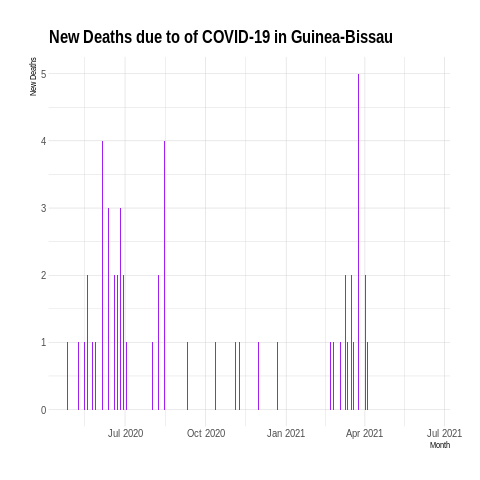 New Deaths due to of COVID-19 in Guinea-Bissau
New Deaths
5
4
3
2
1
0
Jul 2020 Oct 2020 Jan 2021 Apr 2021 Jul 2021
Month